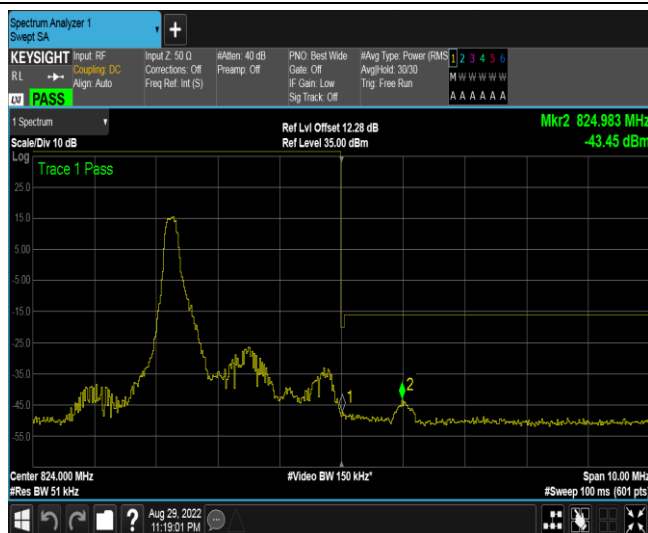 Spectrum Analyzer 1
Swept SA
+
KEYSIGHT Input: RF Input Z: 50 Ω #Atten: 40 dB PNO: Best Wide #Avg Type: Power (RMS 1 2 3 4 5 6
RL Coupling: DC Corrections: Off Preamp: Off Gate: Off Avg|Hold: 30/30 M W W W W W
Align: Auto Freq Ref: Int (S) IF Gain: Low Trig: Free Run
LXI PASS Sig Track: Off A A A A A A
1 Spectrum Ref Lvl Offset 12.28 dB Mkr2 824.983 MHz
Scale/Div 10 dB Ref Level 35.00 dBm -43.45 dBm
Log
Trace 1 Pass
25.0
15.0
5.00
-5.00
-15.0
-25.0
-35.0
1 2
-45.0
-55.0
Center 824.000 MHz #Video BW 150 kHz* Span 10.00 MHz
#Res BW 51 kHz #Sweep 100 ms (601 pts)
? Aug 29, 2022
11:19:01 PM